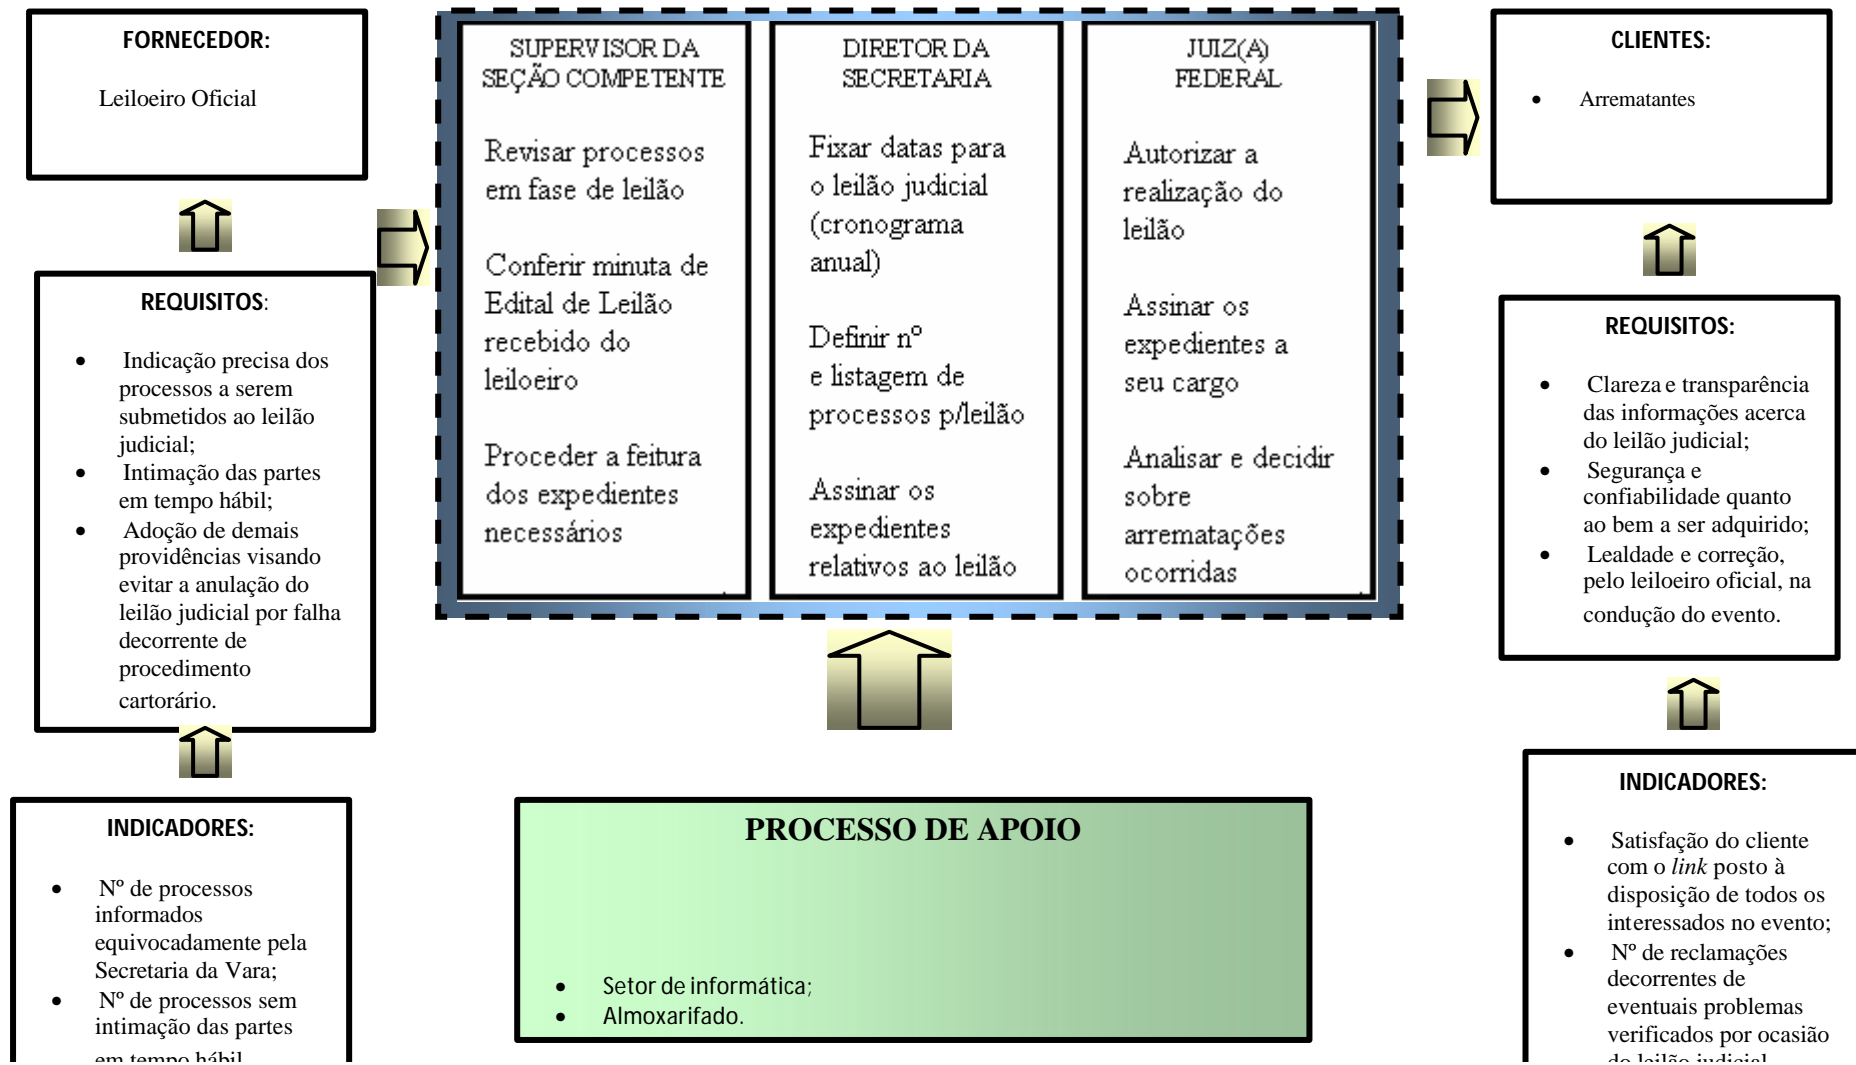 FORNECEDOR:
Leiloeiro Oficial
REQUISITOS:
• Indicação precisa dos
processos a serem
submetidos ao leilão
judicial;
• Intimação das partes
em tempo hábil;
• Adoção de demais
providências visando
evitar a anulação do
leilão judicial por falha
decorrente de
procedimento
cartorário.
INDICADORES:
• Nº de processos
informados
equivocadamente pela
Secretaria da Vara;
• Nº de processos sem
intimação das partes
em tempo hábil
SUPERVISOR DA
SEÇÃO COMPETENTE
Revisar processos
em fase de leilão
Conferir minuta de
Edital de Leilão
recebido do
leiloeiro
Proceder a feitura
dos expedientes
necessários
DIRETOR DA
SECRETARIA
Fixar datas para
o leilão judicial
(cronograma
anual)
Definir nº
e listagem de
processos p/leilão
Assinar os
expedientes
relativos ao leilão
JUIZ(A)
FEDERAL
Autorizar a
realização do
leilão
Assinar os
expedientes a
seu cargo
Analisar e decidir
sobre
arrematações
ocorridas
PROCESSO DE APOIO
• Setor de informática;
• Almoxarifado.
CLIENTES:
• Arrematantes
REQUISITOS:
• Clareza e transparência
das informações acerca
do leilão judicial;
• Segurança e
confiabilidade quanto
ao bem a ser adquirido;
• Lealdade e correção,
pelo leiloeiro oficial, na
condução do evento.
INDICADORES:
• Satisfação do cliente
com o link posto à
disposição de todos os
interessados no evento;
• Nº de reclamações
decorrentes de
eventuais problemas
verificados por ocasião
do leilão judicial